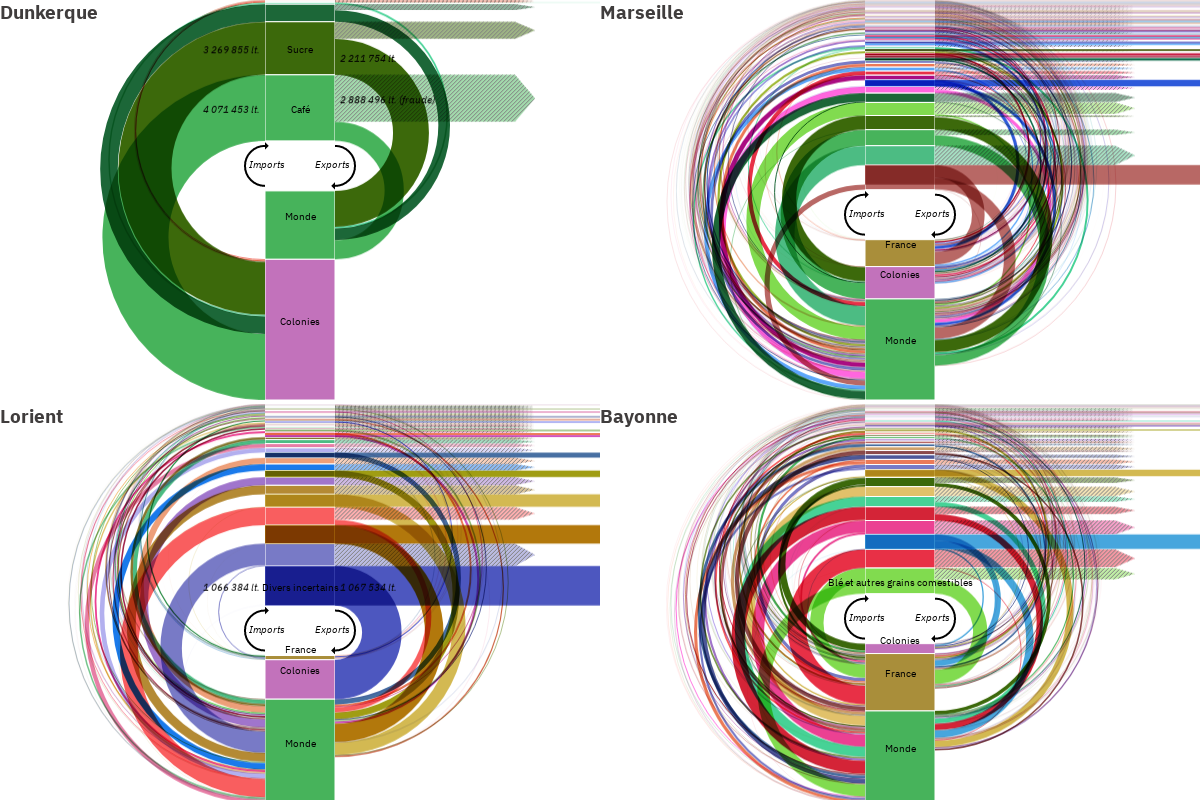 Dunkerque
3 269 855 lt.
Sucre
2 211 754 lt.
4 071 453 lt.
Café
2 888 496 lt. (fraude)
Imports
Exports
Monde
Colonies
Marseille
Imports
Exports
France
Colonies
Monde
Lorient
1 066 384 lt.
Divers incertains
1 067 534 lt.
Imports
Exports
France
Colonies
Monde
Bayonne
Blé et autres grains comestibles
Imports
Exports
Colonies
France
Monde